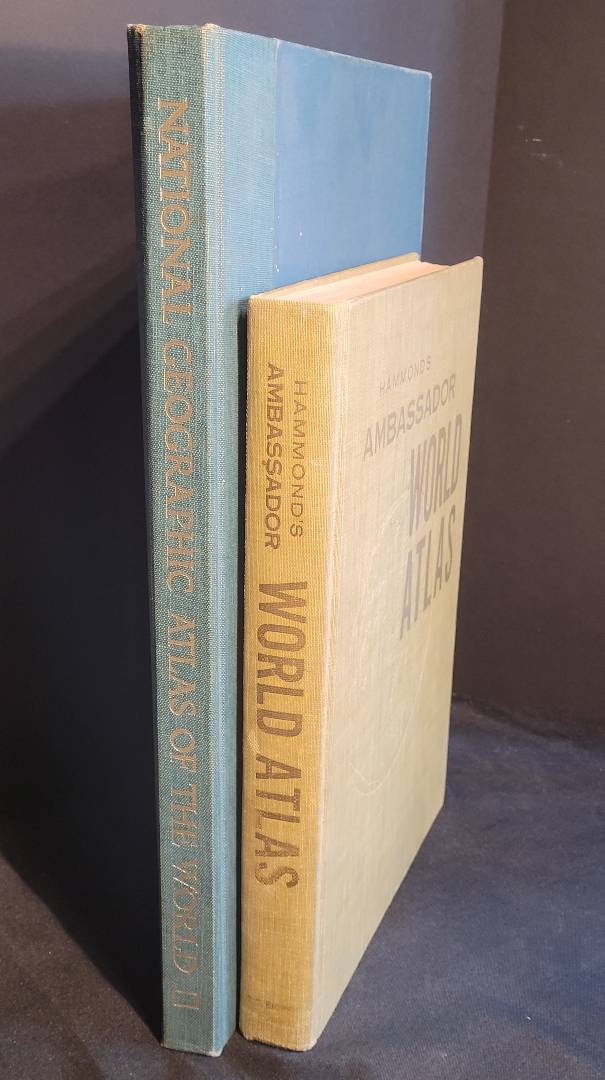 NATIONAL GEOGRAPHIC ATLAS OF THE WORLD
HAMMOND'S
AMBASSADOR
WORLD ATLAS
HAMMOND'S
AMBASSADOR
WORLD
ATLAS